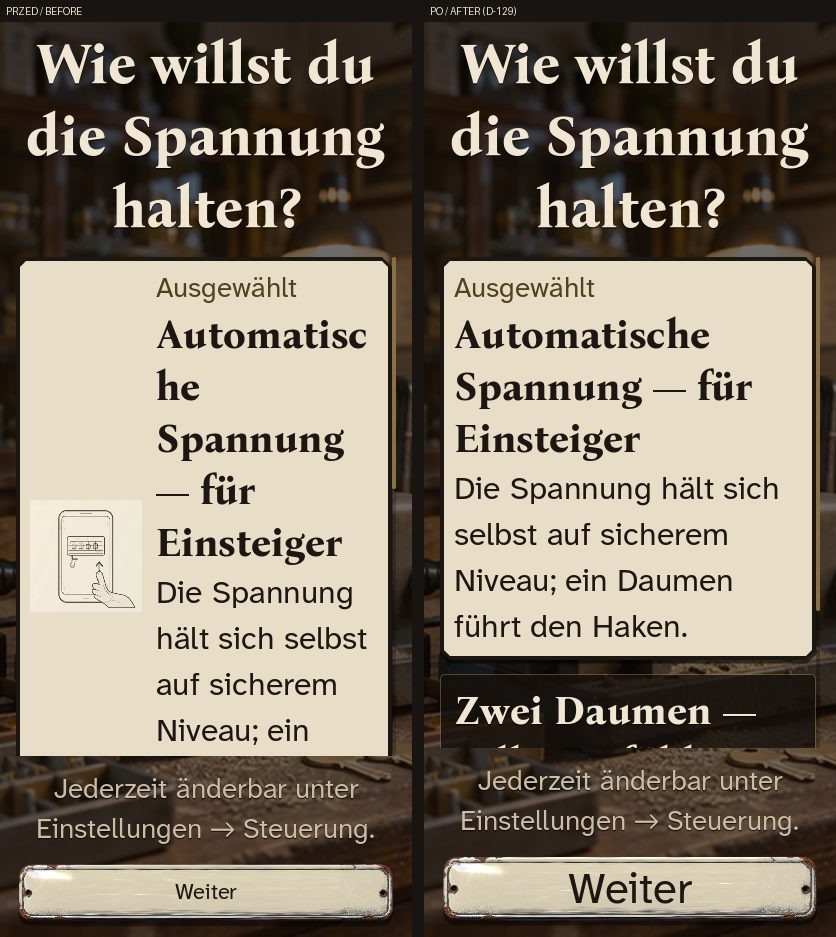 PRZED / BEFORE
Wie willst du
die Spannung
halten?
Ausgewählt
Automatisc
he
Spannung
— für
Einsteiger
Die Spannung
hält sich selbst
auf sicherem
Niveau; ein
Jederzeit änderbar unter
Einstellungen → Steuerung.
Weiter
PO / AFTER (D-129)
Wie willst du
die Spannung
halten?
Ausgewählt
Automatische
Spannung — für
Einsteiger
Die Spannung hält sich
selbst auf sicherem
Niveau; ein Daumen
führt den Haken.
Zwei Daumen —
Jederzeit änderbar unter
Einstellungen → Steuerung.
Weiter